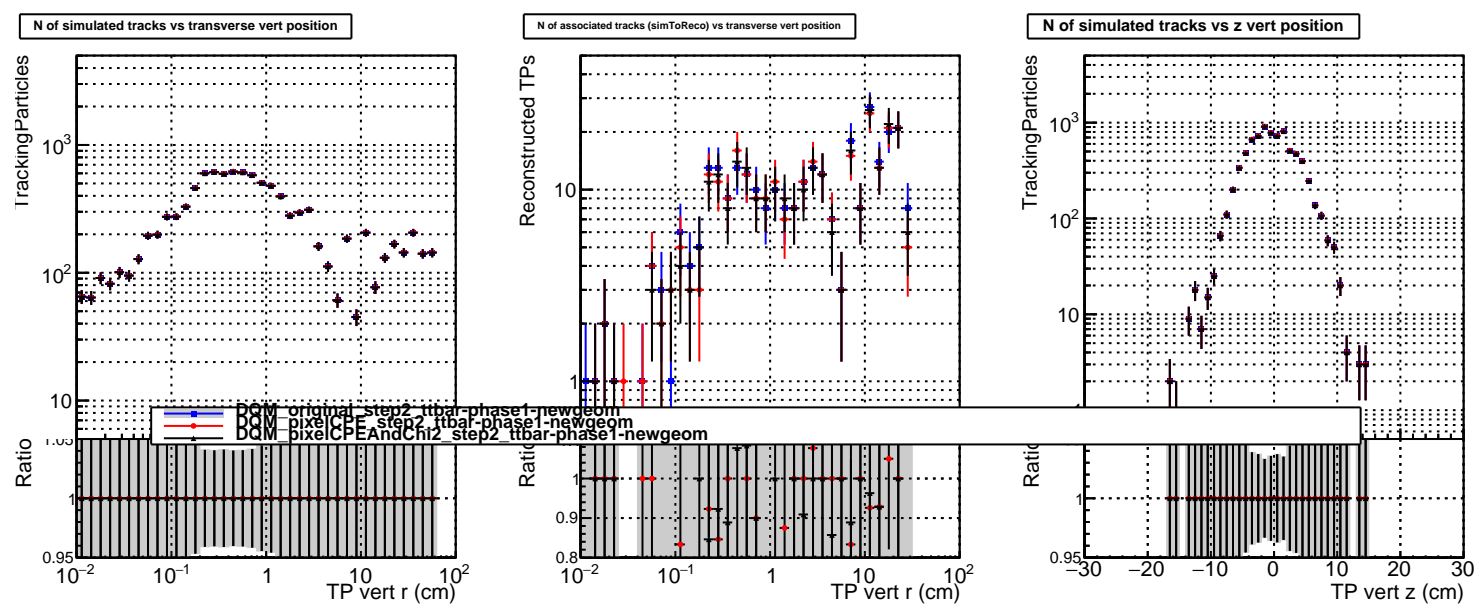 N of simulated tracks vs transverse vert position
N of associated tracks (simToReco) vs transverse vert position
N of simulated tracks vs z vert position
TrackingParticles
10³
10²
10
Reconstructed TPs
10
1
TrackingParticles
10³
10²
10
1
DQM_original_step2_ttbar-phase1-newgeom
DQM_pixelCPE_step2_ttbar-phase1-newgeom
DQM_pixelCPEAndChi2_step2_ttbar-phase1-newgeom
Ratio
1.05
1
0.95
10⁻² 10⁻¹ 1 10 10²
TP vert r (cm)
Ratio
1.0
0.9
0.8
10⁻² 10⁻¹ 1 10 10²
TP vert r (cm)
Ratio
1
0.95
−30 −20 −10 0 10 20 30
TP vert z (cm)